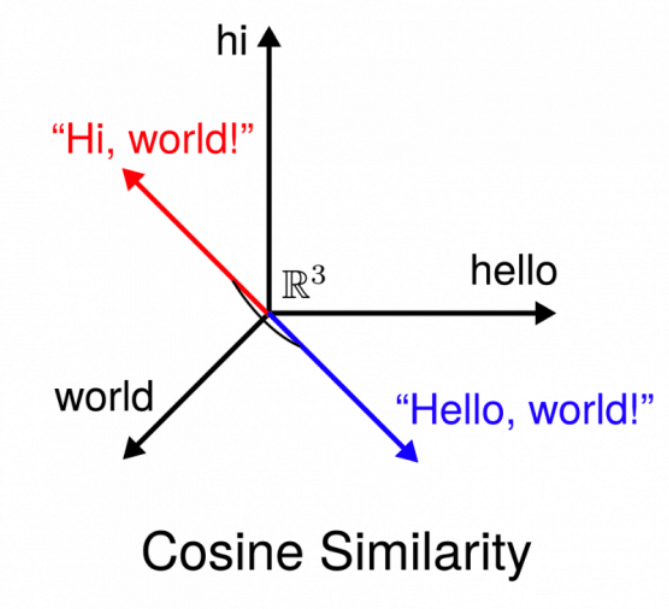 hi
“Hi, world!”
ℝ³
hello
world
“Hello, world!”
Cosine Similarity